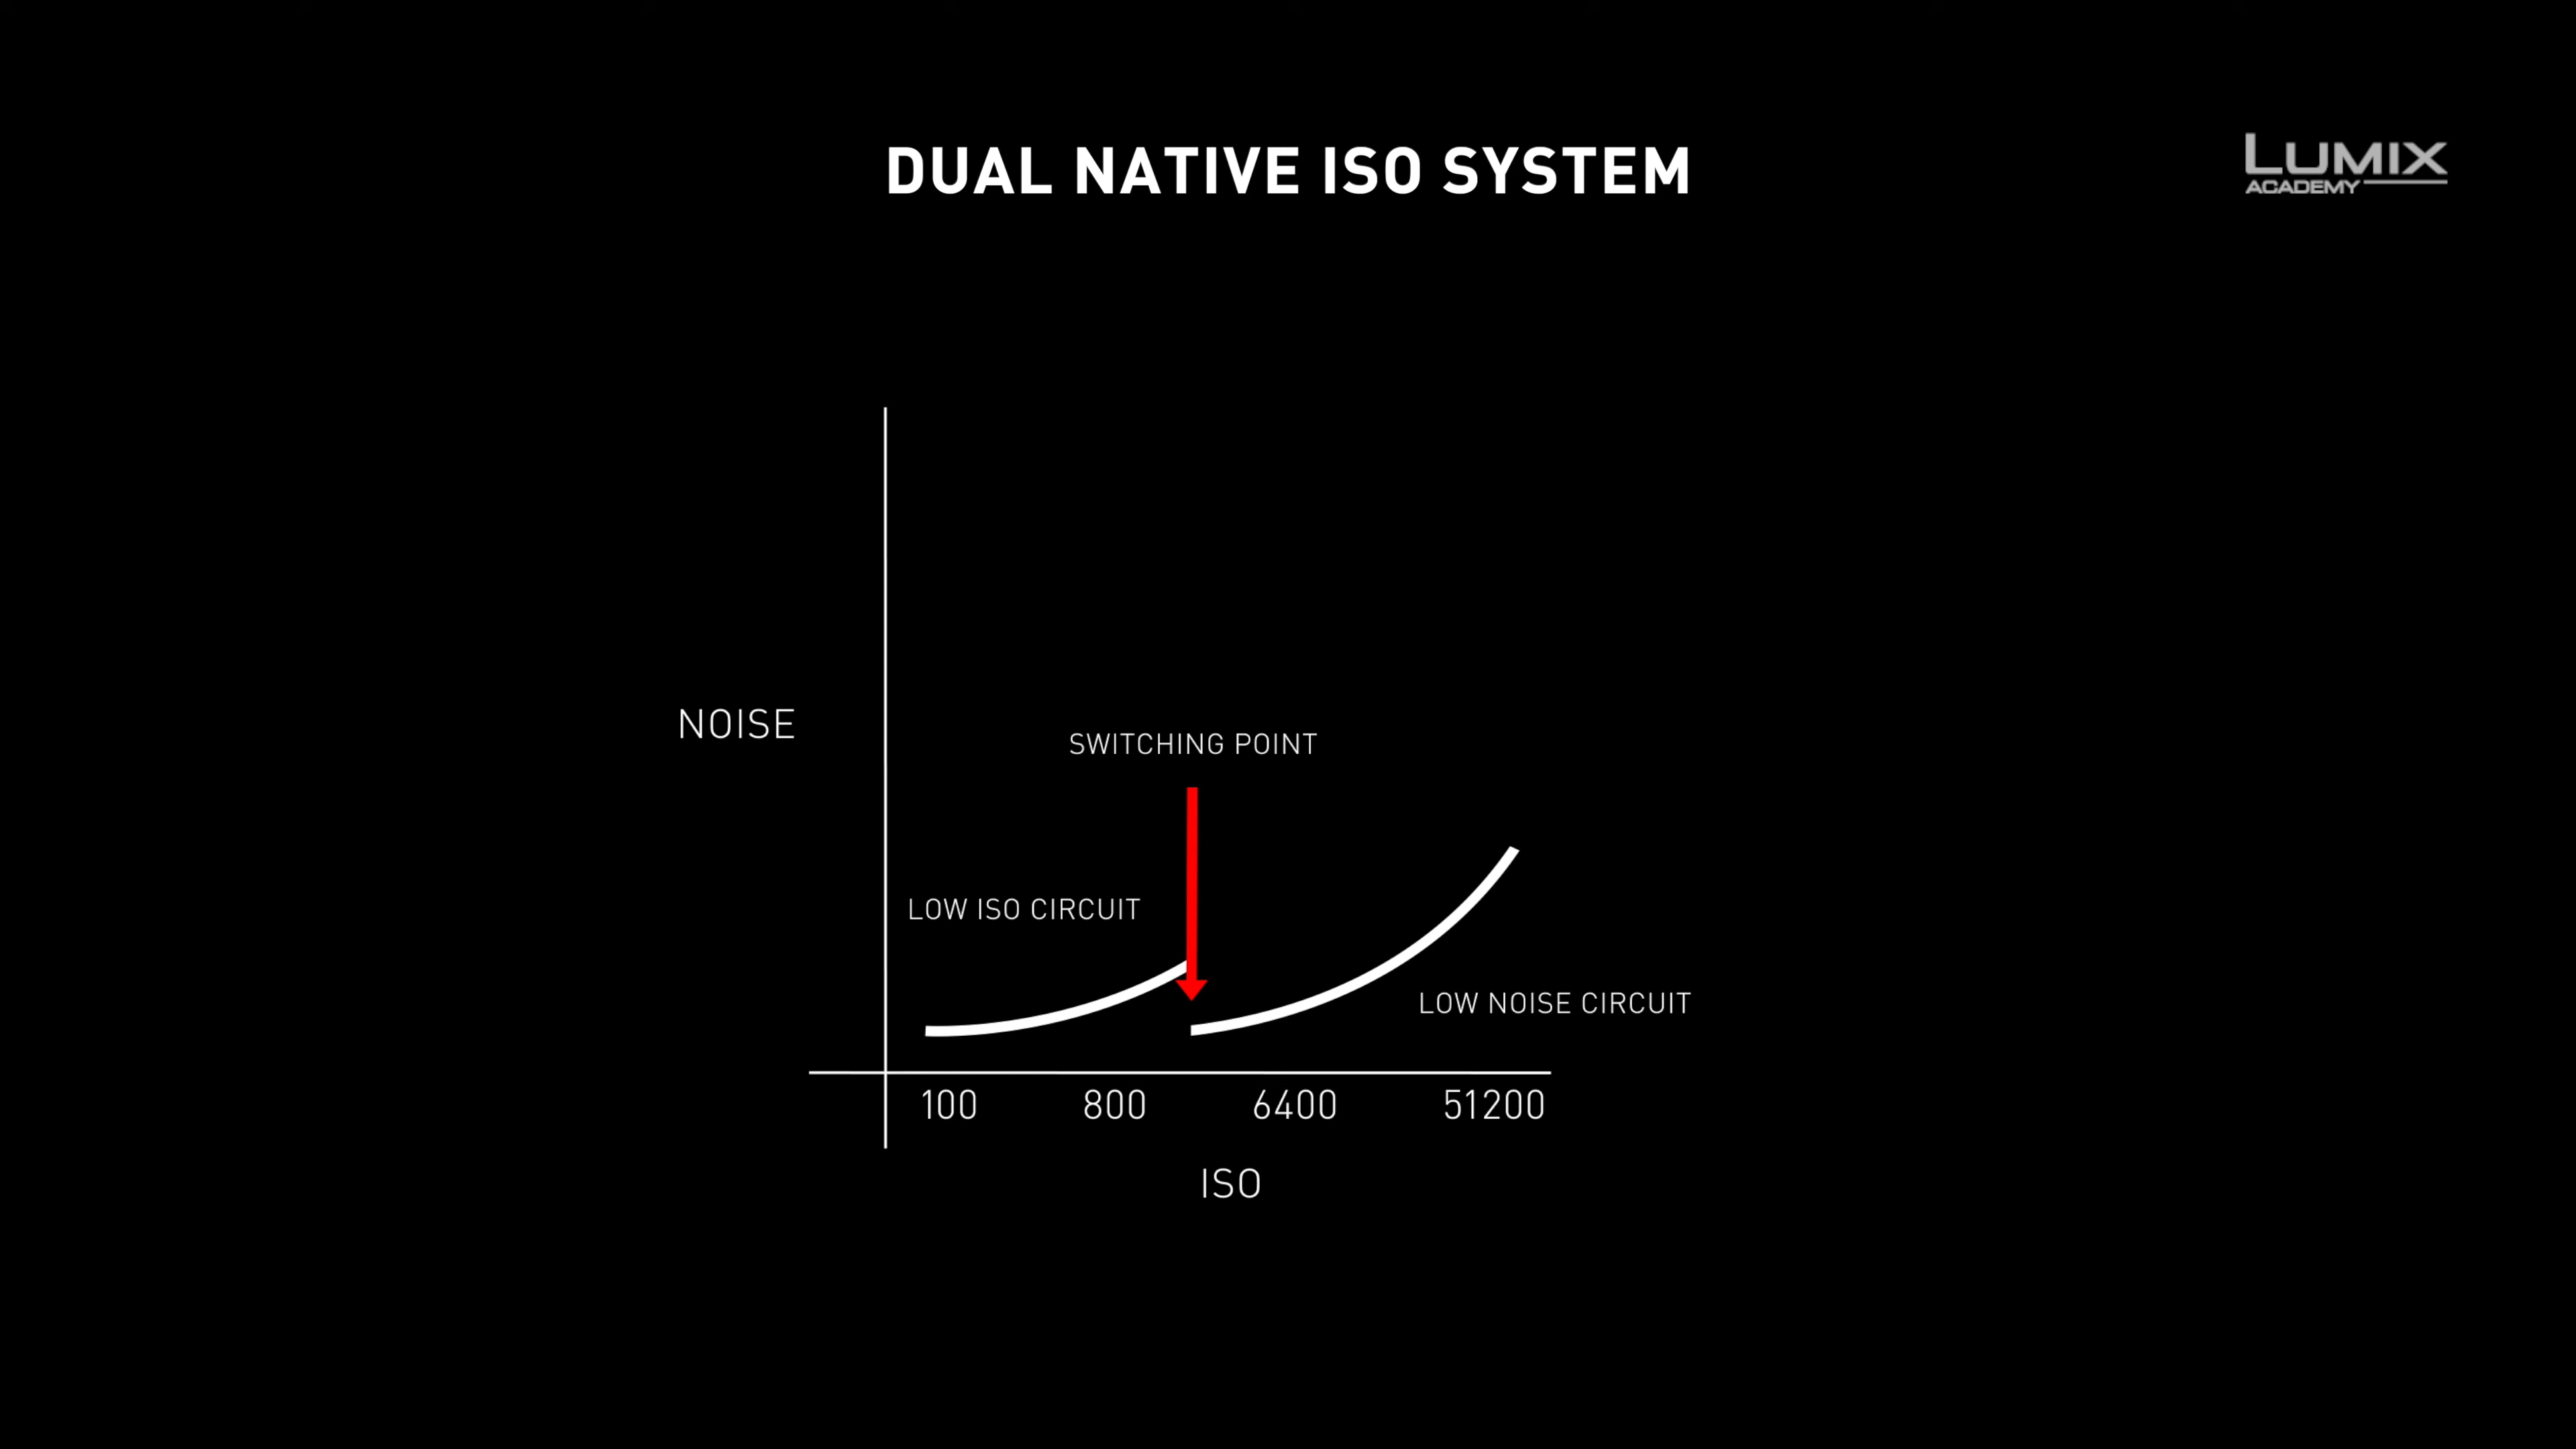 DUAL NATIVE ISO SYSTEM
LUMIX
ACADEMY
NOISE
SWITCHING POINT
LOW ISO CIRCUIT
LOW NOISE CIRCUIT
100 800 6400 51200
ISO